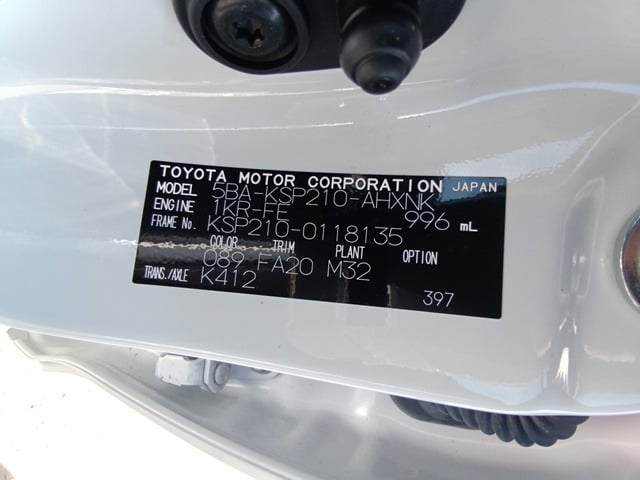 TOYOTA MOTOR CORPORATION JAPAN
MODEL 5BA-KSP210-AHXNK
ENGINE 1KR-FE 996 mL
FRAME No. KSP210-0118135
COLOR TRIM PLANT OPTION
089 FA20 M32
TRANS./AXLE K412
397